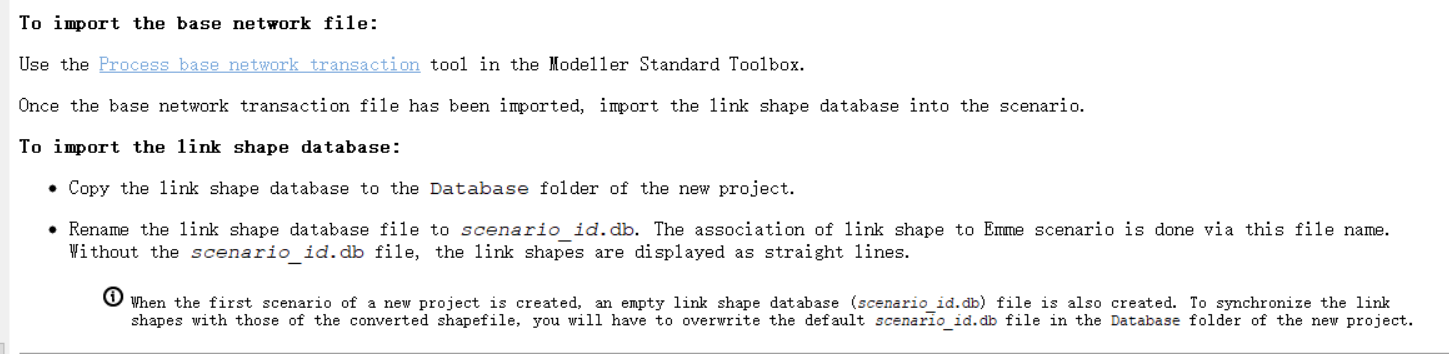 To import the base network file:
Use the Process base network transaction tool in the Modeller Standard Toolbox.
Once the base network transaction file has been imported, import the link shape database into the scenario.
To import the link shape database:
• Copy the link shape database to the Database folder of the new project.
• Rename the link shape database file to scenario_id.db. The association of link shape to Emme scenario is done via this file name.
Without the scenario_id.db file, the link shapes are displayed as straight lines.
When the first scenario of a new project is created, an empty link shape database (scenario_id.db) file is also created. To synchronize the link
shapes with those of the converted shapefile, you will have to overwrite the default scenario_id.db file in the Database folder of the new project.